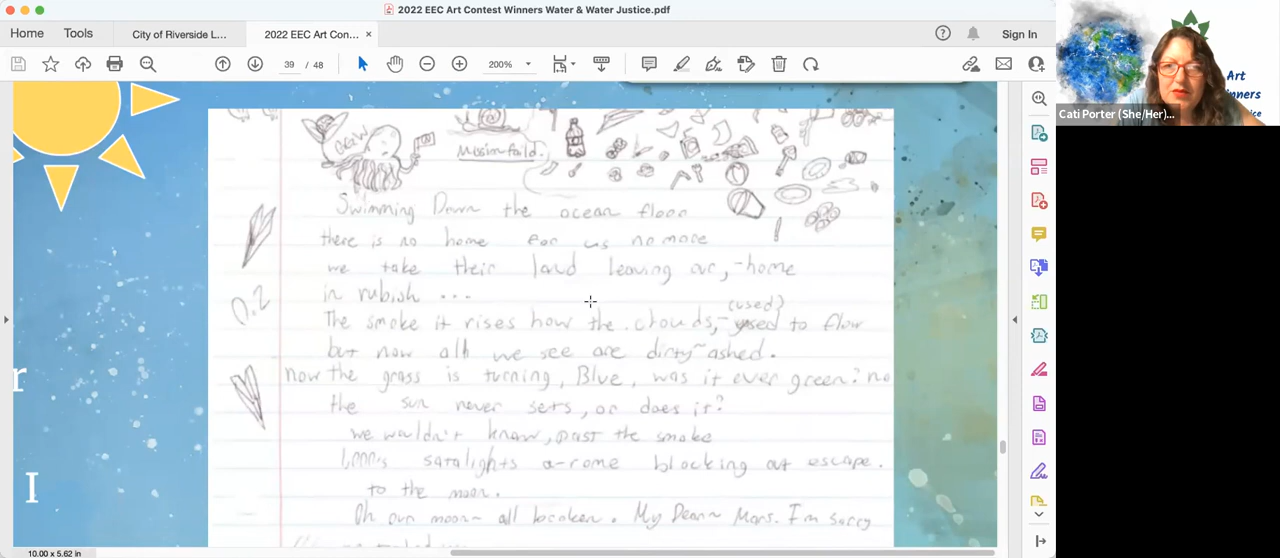 2022 EEC Art Contest Winners Water & Water Justice.pdf
Home Tools City of Riverside L... 2022 EEC Art Con... × Sign In
39 / 48 200%
Art
Cati Porter (She/Her)...
Mission faild.
Swimming Down the ocean floor
there is no home for us no more
we take their land leaving our, -home
in rubish ...
(used)
The smoke it rises how the clouds,- used to flow
but now all we see are dirty~ashed.
now the grass is turning, Blue, was it ever green? no
the sun never sets, or does it?
we wouldn't know, past the smoke
satalights a-rome blocking out escape.
to the moon.
Oh our moon~ all broken. My Dear~ Mars. I'm sorry
p.2
r
I
10.00 x 5.62 in